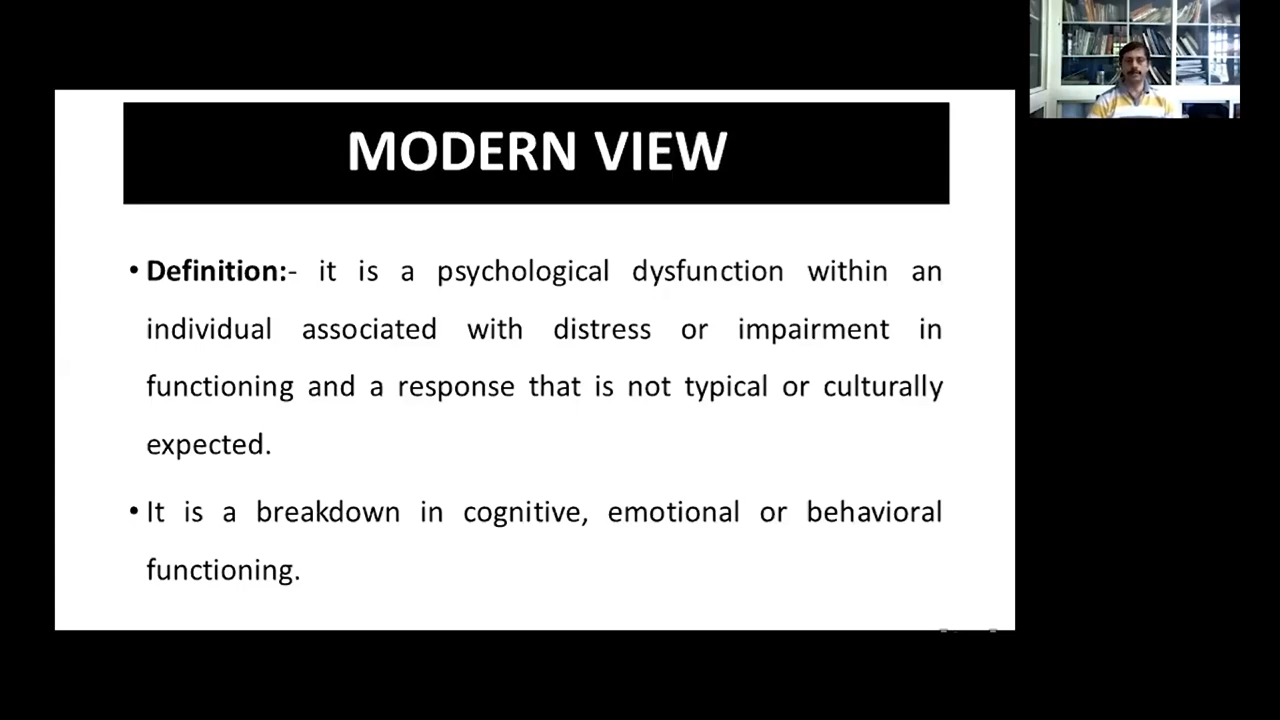 MODERN VIEW
• Definition:- it is a psychological dysfunction within an
individual associated with distress or impairment in
functioning and a response that is not typical or culturally
expected.
• It is a breakdown in cognitive, emotional or behavioral
functioning.